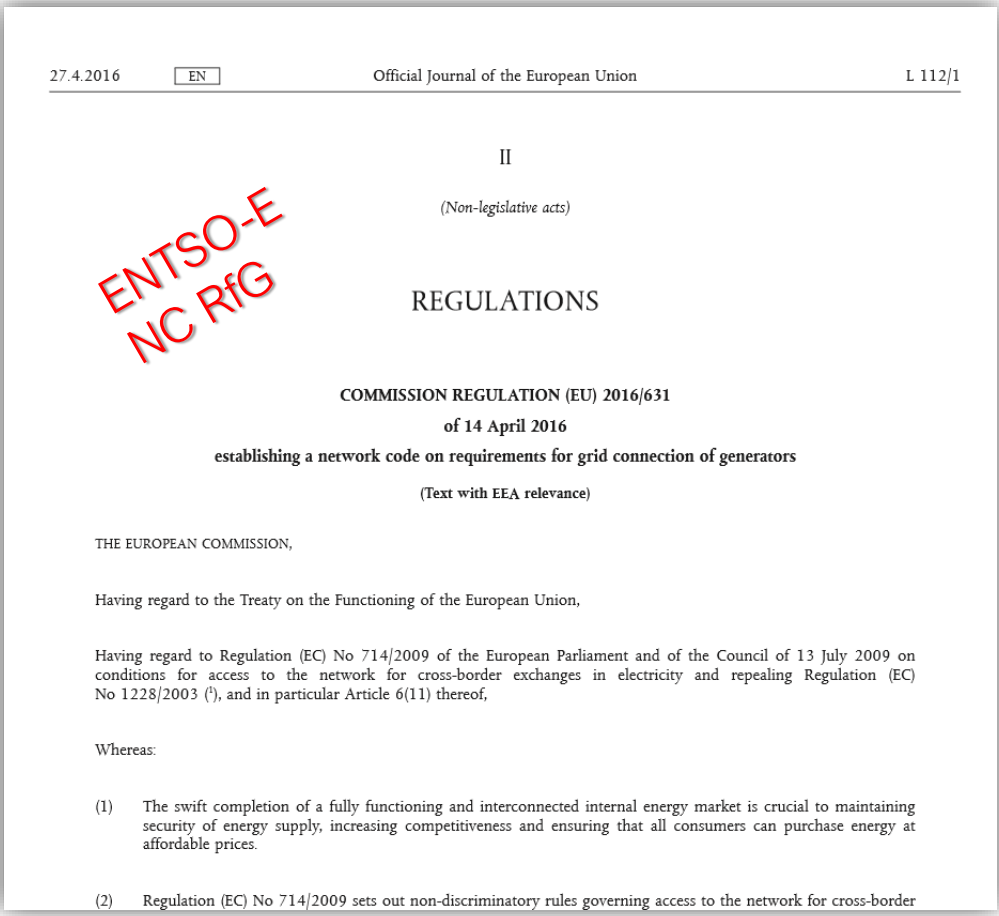 27.4.2016 EN Official Journal of the European Union L 112/1
II
(Non-legislative acts)
ENTSO-E
NC RfG
REGULATIONS
COMMISSION REGULATION (EU) 2016/631
of 14 April 2016
establishing a network code on requirements for grid connection of generators
(Text with EEA relevance)
THE EUROPEAN COMMISSION,
Having regard to the Treaty on the Functioning of the European Union,
Having regard to Regulation (EC) No 714/2009 of the European Parliament and of the Council of 13 July 2009 on
conditions for access to the network for cross-border exchanges in electricity and repealing Regulation (EC)
No 1228/2003 (¹), and in particular Article 6(11) thereof,
Whereas:
(1) The swift completion of a fully functioning and interconnected internal energy market is crucial to maintaining
security of energy supply, increasing competitiveness and ensuring that all consumers can purchase energy at
affordable prices.
(2) Regulation (EC) No 714/2009 sets out non-discriminatory rules governing access to the network for cross-border